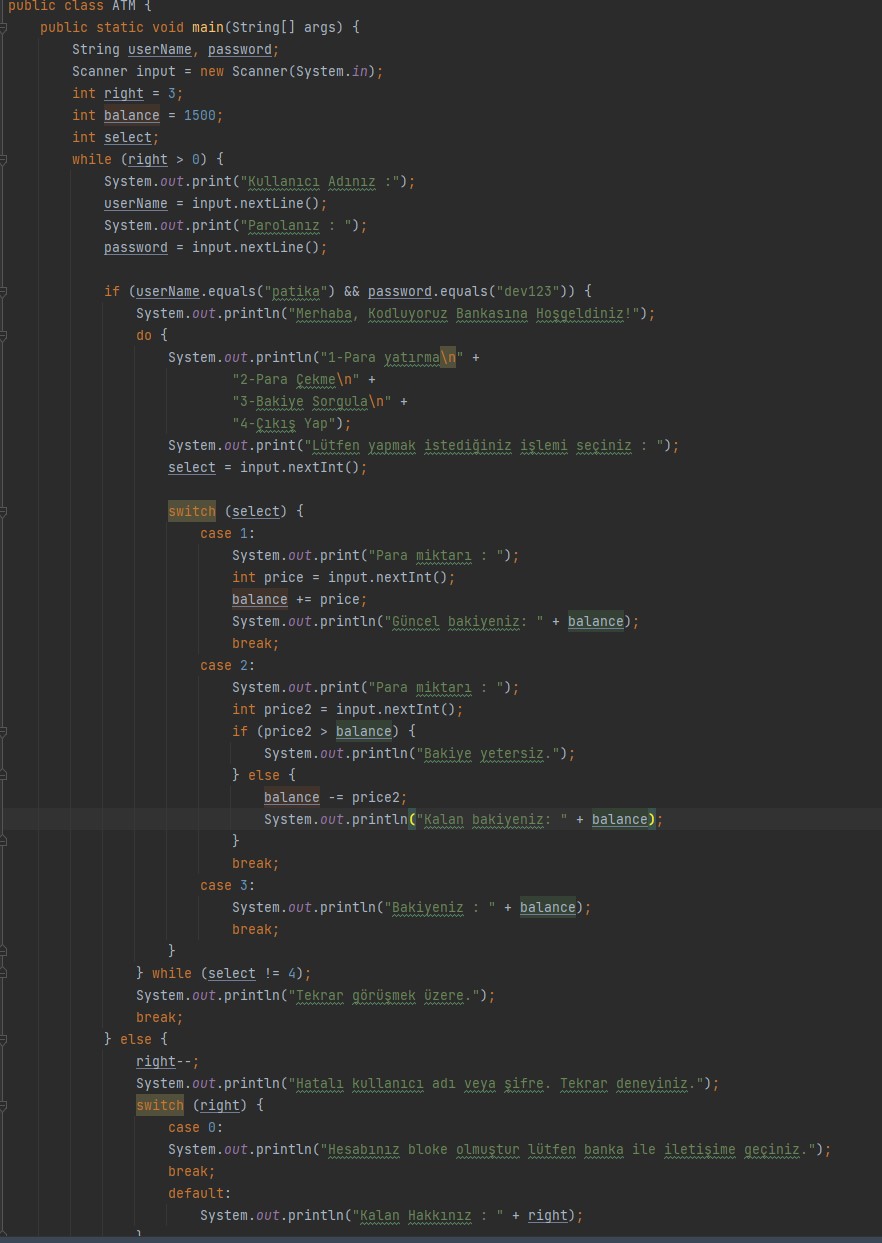 public class ATM {
    public static void main(String[] args) {
        String userName, password;
        Scanner input = new Scanner(System.in);
        int right = 3;
        int balance = 1500;
        int select;
        while (right > 0) {
            System.out.print("Kullanıcı Adınız :");
            userName = input.nextLine();
            System.out.print("Parolanız : ");
            password = input.nextLine();

            if (userName.equals("patika") && password.equals("dev123")) {
                System.out.println("Merhaba, Kodluyoruz Bankasına Hoşgeldiniz!");
                do {
                    System.out.println("1-Para yatırma\n" +
                            "2-Para Çekme\n" +
                            "3-Bakiye Sorgula\n" +
                            "4-Çıkış Yap");
                    System.out.print("Lütfen yapmak istediğiniz işlemi seçiniz : ");
                    select = input.nextInt();

                    switch (select) {
                        case 1:
                            System.out.print("Para miktarı : ");
                            int price = input.nextInt();
                            balance += price;
                            System.out.println("Güncel bakiyeniz: " + balance);
                            break;
                        case 2:
                            System.out.print("Para miktarı : ");
                            int price2 = input.nextInt();
                            if (price2 > balance) {
                                System.out.println("Bakiye yetersiz.");
                            } else {
                                balance -= price2;
                                System.out.println("Kalan bakiyeniz: " + balance);
                            }
                            break;
                        case 3:
                            System.out.println("Bakiyeniz : " + balance);
                            break;
                    }
                } while (select != 4);
                System.out.println("Tekrar görüşmek üzere.");
                break;
            } else {
                right--;
                System.out.println("Hatalı kullanıcı adı veya şifre. Tekrar deneyiniz.");
                switch (right) {
                    case 0:
                    System.out.println("Hesabınız bloke olmuştur lütfen banka ile iletişime geçiniz.");
                    break;
                    default:
                        System.out.println("Kalan Hakkınız : " + right);
                }